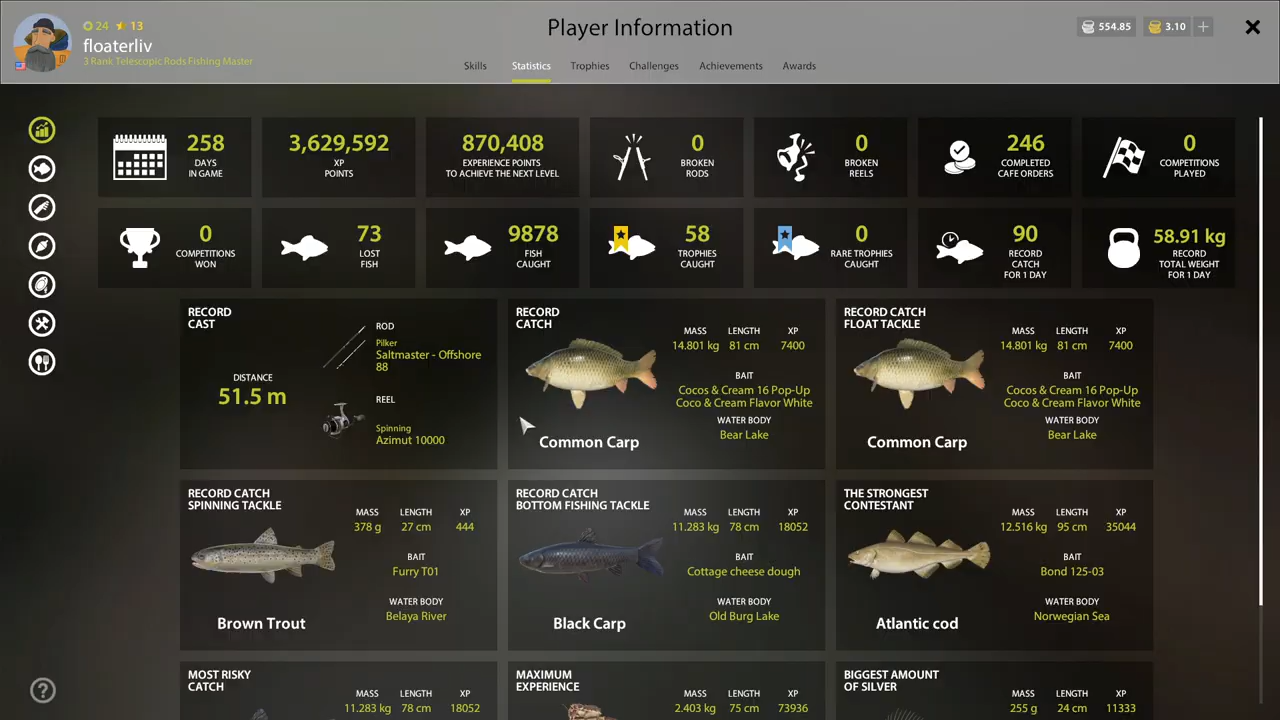 24 13
floaterliv
3 Rank Telescopic Rods Fishing Master
Player Information
554.85 3.10 +
Skills Statistics Trophies Challenges Achievements Awards
258
DAYS
IN GAME
3,629,592
XP
POINTS
870,408
EXPERIENCE POINTS
TO ACHIEVE THE NEXT LEVEL
0
BROKEN
RODS
0
BROKEN
REELS
246
COMPLETED
CAFE ORDERS
0
COMPETITIONS
PLAYED
0
COMPETITIONS
WON
73
LOST
FISH
9878
FISH
CAUGHT
58
TROPHIES
CAUGHT
0
RARE TROPHIES
CAUGHT
90
RECORD
CATCH
FOR 1 DAY
58.91 kg
RECORD
TOTAL WEIGHT
FOR 1 DAY
RECORD
CAST
DISTANCE
51.5 m
ROD
Pilker
Saltmaster - Offshore
88
REEL
Spinning
Azimut 10000
RECORD
CATCH
MASS LENGTH XP
14.801 kg 81 cm 7400
BAIT
Cocos & Cream 16 Pop-Up
Coco & Cream Flavor White
WATER BODY
Bear Lake
Common Carp
RECORD CATCH
FLOAT TACKLE
MASS LENGTH XP
14.801 kg 81 cm 7400
BAIT
Cocos & Cream 16 Pop-Up
Coco & Cream Flavor White
WATER BODY
Bear Lake
Common Carp
RECORD CATCH
SPINNING TACKLE
MASS LENGTH XP
378 g 27 cm 444
BAIT
Furry T01
WATER BODY
Belaya River
Brown Trout
RECORD CATCH
BOTTOM FISHING TACKLE
MASS LENGTH XP
11.283 kg 78 cm 18052
BAIT
Cottage cheese dough
WATER BODY
Old Burg Lake
Black Carp
THE STRONGEST
CONTESTANT
MASS LENGTH XP
12.516 kg 95 cm 35044
BAIT
Bond 125-03
WATER BODY
Norwegian Sea
Atlantic cod
MOST RISKY
CATCH
MASS LENGTH XP
11.283 kg 78 cm 18052
MAXIMUM
EXPERIENCE
MASS LENGTH XP
2.403 kg 75 cm 73936
BIGGEST AMOUNT
OF SILVER
MASS LENGTH XP
255 g 24 cm 11333
?